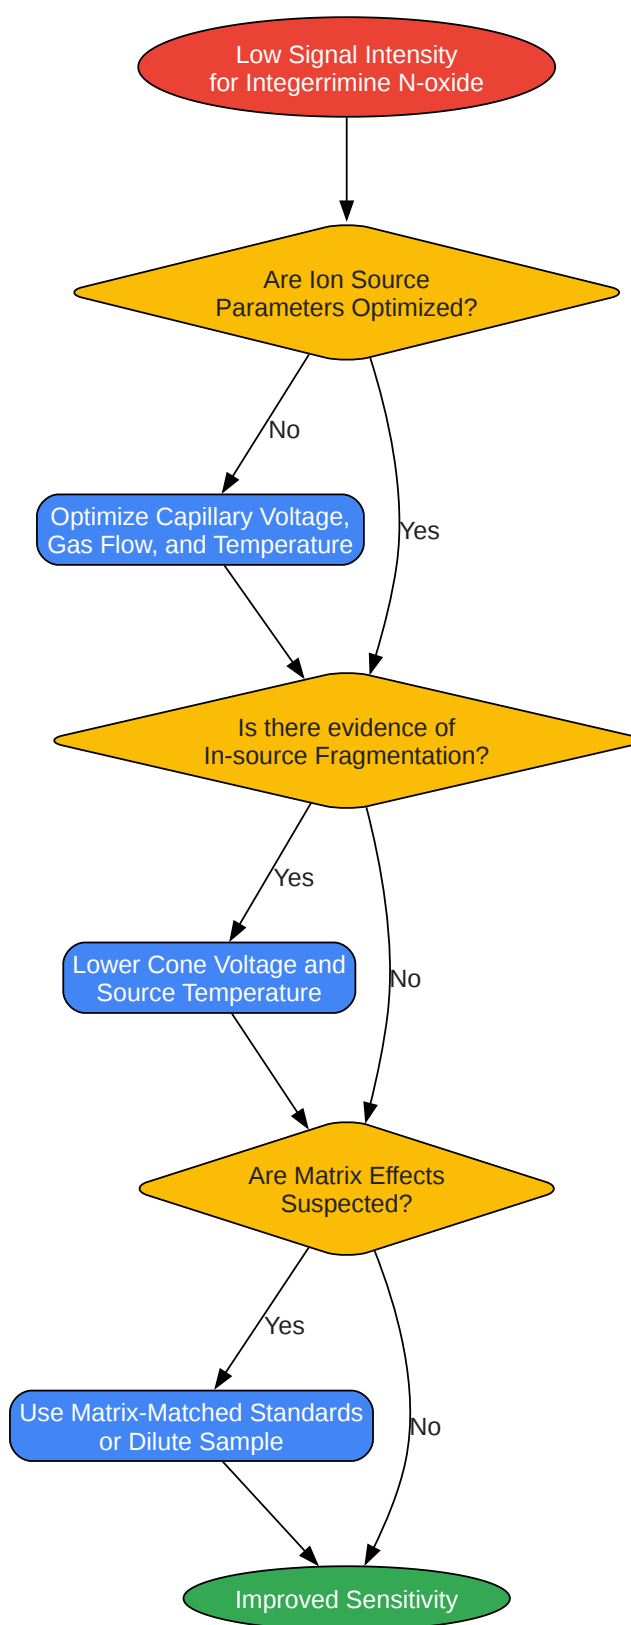 Low Signal Intensity
for Integerrimine N-oxide
Are Ion Source
Parameters Optimized?
No
Optimize Capillary Voltage,
Gas Flow, and Temperature
Yes
Is there evidence of
In-source Fragmentation?
Yes
Lower Cone Voltage and
Source Temperature
No
Are Matrix Effects
Suspected?
Yes
Use Matrix-Matched Standards
or Dilute Sample
No
Improved Sensitivity